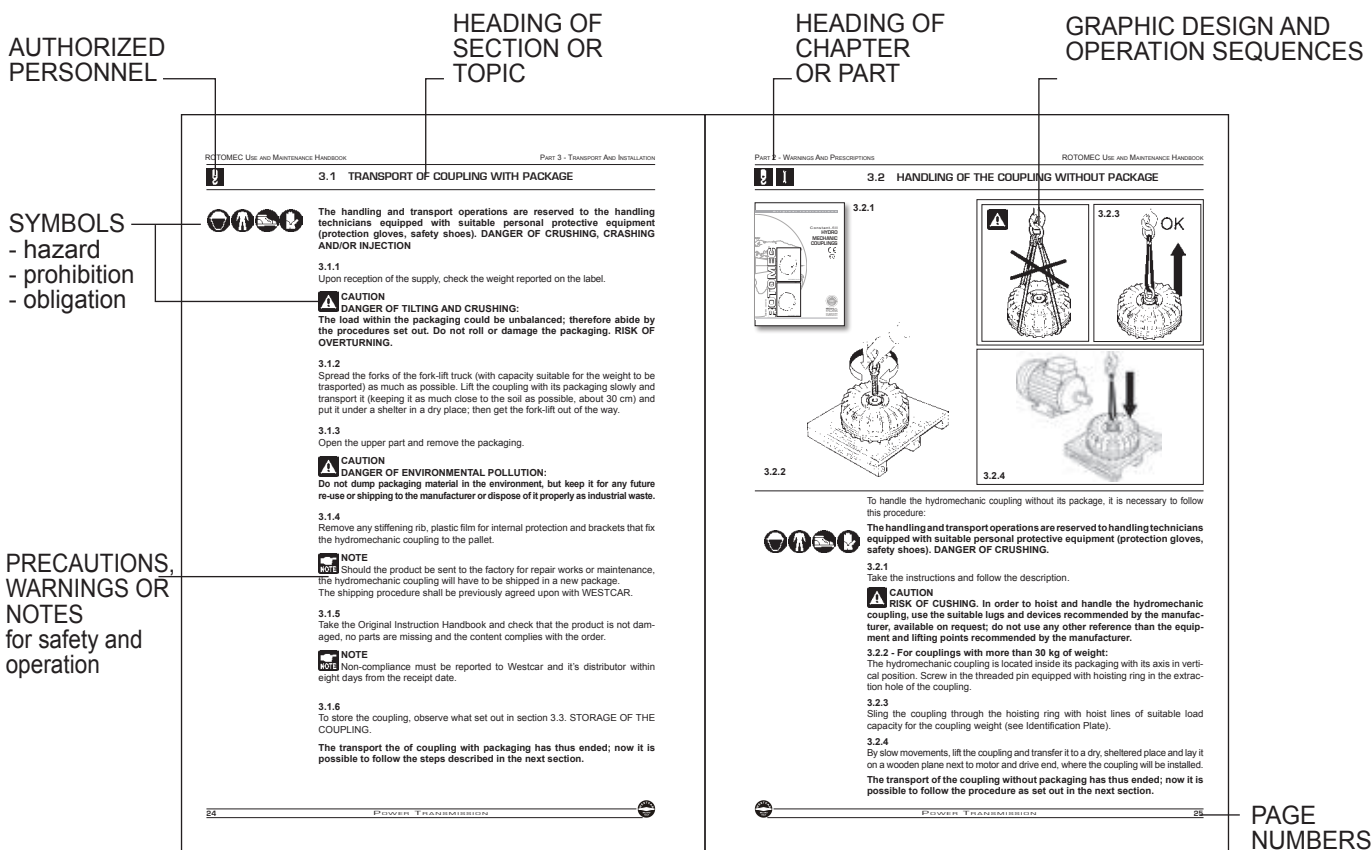 AUTHORIZED
PERSONNEL
HEADING OF
SECTION OR
TOPIC
HEADING OF
CHAPTER
OR PART
GRAPHIC DESIGN AND
OPERATION SEQUENCES
SYMBOLS
- hazard
- prohibition
- obligation
PRECAUTIONS,
WARNINGS OR
NOTES
for safety and
operation
ROTOMEC USE AND MAINTENANCE HANDBOOK
PART 3 - TRANSPORT AND INSTALLATION
3.1 TRANSPORT OF COUPLING WITH PACKAGE
The handling and transport operations are reserved to the handling
technicians equipped with suitable personal protective equipment
(protection gloves, safety shoes). DANGER OF CRUSHING, CRASHING
AND/OR INJECTION
3.1.1
Upon reception of the supply, check the weight reported on the label.
CAUTION
DANGER OF TILTING AND CRUSHING:
The load within the packaging could be unbalanced; therefore abide by
the procedures set out. Do not roll or damage the packaging. RISK OF
OVERTURNING.
3.1.2
Spread the forks of the fork-lift truck (with capacity suitable for the weight to be
trasported) as much as possible. Lift the coupling with its packaging slowly and
transport it (keeping it as much close to the soil as possible, about 30 cm) and
put it under a shelter in a dry place; then get the fork-lift out of the way.
3.1.3
Open the upper part and remove the packaging.
CAUTION
DANGER OF ENVIRONMENTAL POLLUTION:
Do not dump packaging material in the environment, but keep it for any future
re-use or shipping to the manufacturer or dispose of it properly as industrial waste.
3.1.4
Remove any stiffening rib, plastic film for internal protection and brackets that fix
the hydromechanic coupling to the pallet.
NOTE
NOTE Should the product be sent to the factory for repair works or maintenance,
the hydromechanic coupling will have to be shipped in a new package.
The shipping procedure shall be previously agreed upon with WESTCAR.
3.1.5
Take the Original Instruction Handbook and check that the product is not dam-
aged, no parts are missing and the content complies with the order.
NOTE
NOTE Non-compliance must be reported to Westcar and it's distributor within
eight days from the receipt date.
3.1.6
To store the coupling, observe what set out in section 3.3. STORAGE OF THE
COUPLING.
The transport the of coupling with packaging has thus ended; now it is
possible to follow the steps described in the next section.
24
POWER TRANSMISSION
PART 2 - WARNINGS AND PRESCRIPTIONS
ROTOMEC USE AND MAINTENANCE HANDBOOK
3.2 HANDLING OF THE COUPLING WITHOUT PACKAGE
3.2.1
HYDRO
MECHANIC
COUPLINGS
CE
ROTOMEC
3.2.3
OK
3.2.2
3.2.4
To handle the hydromechanic coupling without its package, it is necessary to follow
this procedure:
The handling and transport operations are reserved to handling technicians
equipped with suitable personal protective equipment (protection gloves,
safety shoes). DANGER OF CRUSHING.
3.2.1
Take the instructions and follow the description.
CAUTION
RISK OF CUSHING. In order to hoist and handle the hydromechanic
coupling, use the suitable lugs and devices recommended by the manufac-
turer, available on request; do not use any other reference than the equip-
ment and lifting points recommended by the manufacturer.
3.2.2 - For couplings with more than 30 kg of weight:
The hydromechanic coupling is located inside its packaging with its axis in verti-
cal position. Screw in the threaded pin equipped with hoisting ring in the extrac-
tion hole of the coupling.
3.2.3
Sling the coupling through the hoisting ring with hoist lines of suitable load
capacity for the coupling weight (see Identification Plate).
3.2.4
By slow movements, lift the coupling and transfer it to a dry, sheltered place and lay it
on a wooden plane next to motor and drive end, where the coupling will be installed.
The transport of the coupling without packaging has thus ended; now it is
possible to follow the procedure as set out in the next section.
POWER TRANSMISSION
25
PAGE
NUMBERS